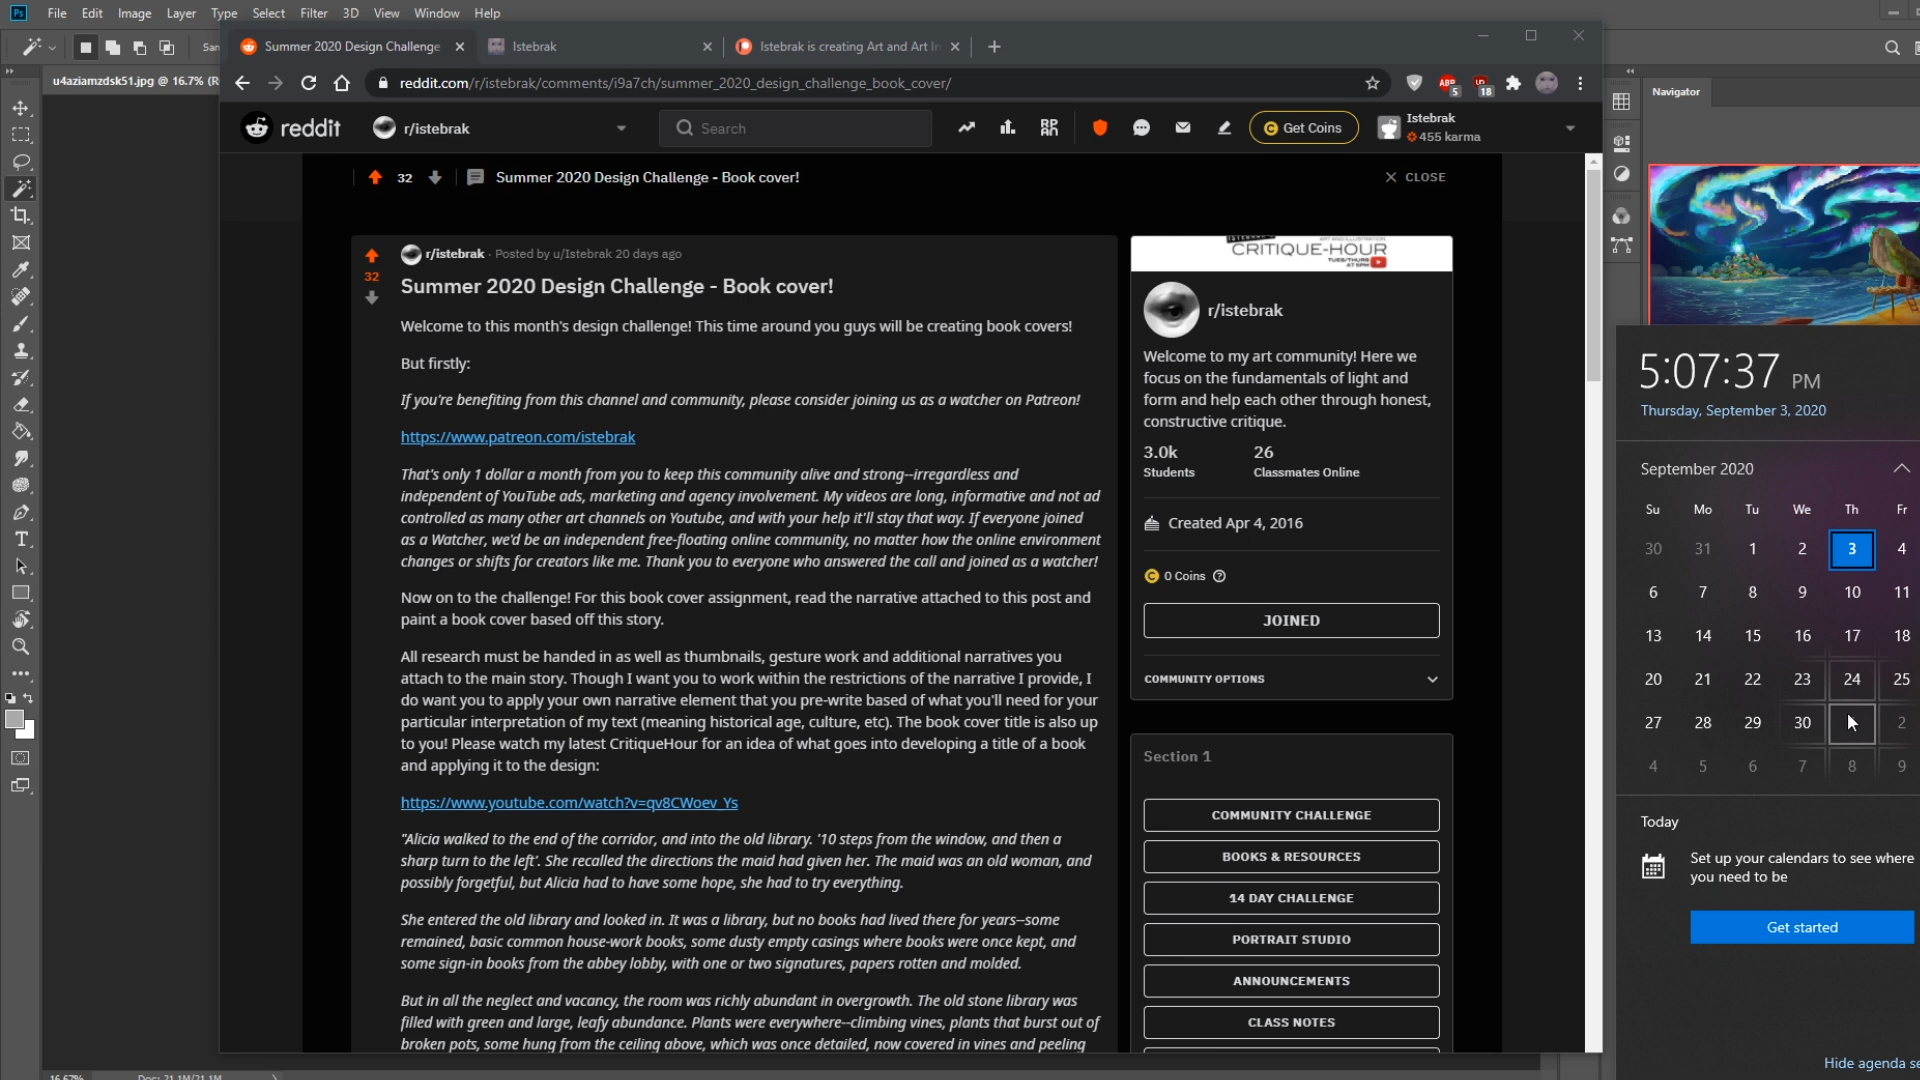 File Edit Image Layer Type Select Filter 3D View Window Help
Summer 2020 Design Challenge
Istebrak
Istebrak is creating Art and Art In
u4aziamzdsk51.jpg @ 16.7% (R
reddit.com/r/istebrak/comments/i9a7ch/summer_2020_design_challenge_book_cover/
ABP 5
18
Navigator
reddit
r/istebrak
Search
Get Coins
Istebrak
455 karma
32
Summer 2020 Design Challenge - Book cover!
CLOSE
32
r/istebrak · Posted by u/Istebrak 20 days ago
Summer 2020 Design Challenge - Book cover!
Welcome to this month's design challenge! This time around you guys will be creating book covers!
But firstly:
If you're benefiting from this channel and community, please consider joining us as a watcher on Patreon!
https://www.patreon.com/istebrak
That's only 1 dollar a month from you to keep this community alive and strong--irregardless and
independent of YouTube ads, marketing and agency involvement. My videos are long, informative and not ad
controlled as many other art channels on Youtube, and with your help it'll stay that way. If everyone joined
as a Watcher, we'd be an independent free-floating online community, no matter how the online environment
changes or shifts for creators like me. Thank you to everyone who answered the call and joined as a watcher!
Now on to the challenge! For this book cover assignment, read the narrative attached to this post and
paint a book cover based off this story.
All research must be handed in as well as thumbnails, gesture work and additional narratives you
attach to the main story. Though I want you to work within the restrictions of the narrative I provide, I
do want you to apply your own narrative element that you pre-write based of what you'll need for your
particular interpretation of my text (meaning historical age, culture, etc). The book cover title is also up
to you! Please watch my latest CritiqueHour for an idea of what goes into developing a title of a book
and applying it to the design:
https://www.youtube.com/watch?v=qv8CWoev_Ys
"Alicia walked to the end of the corridor, and into the old library. '10 steps from the window, and then a
sharp turn to the left'. She recalled the directions the maid had given her. The maid was an old woman, and
possibly forgetful, but Alicia had to have some hope, she had to try everything.
She entered the old library and looked in. It was a library, but no books had lived there for years--some
remained, basic common house-work books, some dusty empty casings where books were once kept, and
some sign-in books from the abbey lobby, with one or two signatures, papers rotten and molded.
But in all the neglect and vacancy, the room was richly abundant in overgrowth. The old stone library was
filled with green and large, leafy abundance. Plants were everywhere--climbing vines, plants that burst out of
broken pots, some hung from the ceiling above, which was once detailed, now covered in vines and peeling
CRITIQUE-HOUR
TUES/THURS
AT 5PM
r/istebrak
Welcome to my art community! Here we
focus on the fundamentals of light and
form and help each other through honest,
constructive critique.
3.0k 26
Students Classmates Online
Created Apr 4, 2016
0 Coins
JOINED
COMMUNITY OPTIONS
Section 1
COMMUNITY CHALLENGE
BOOKS & RESOURCES
14 DAY CHALLENGE
PORTRAIT STUDIO
ANNOUNCEMENTS
CLASS NOTES
5:07:37 PM
Thursday, September 3, 2020
September 2020
Su Mo Tu We Th Fr
30 31 1 2 3 4
6 7 8 9 10 11
13 14 15 16 17 18
20 21 22 23 24 25
27 28 29 30 2
4 5 6 7 8 9
Today
Set up your calendars to see where
you need to be
Get started
Hide agenda se
16.67% Doc: 21.1M/21.1M